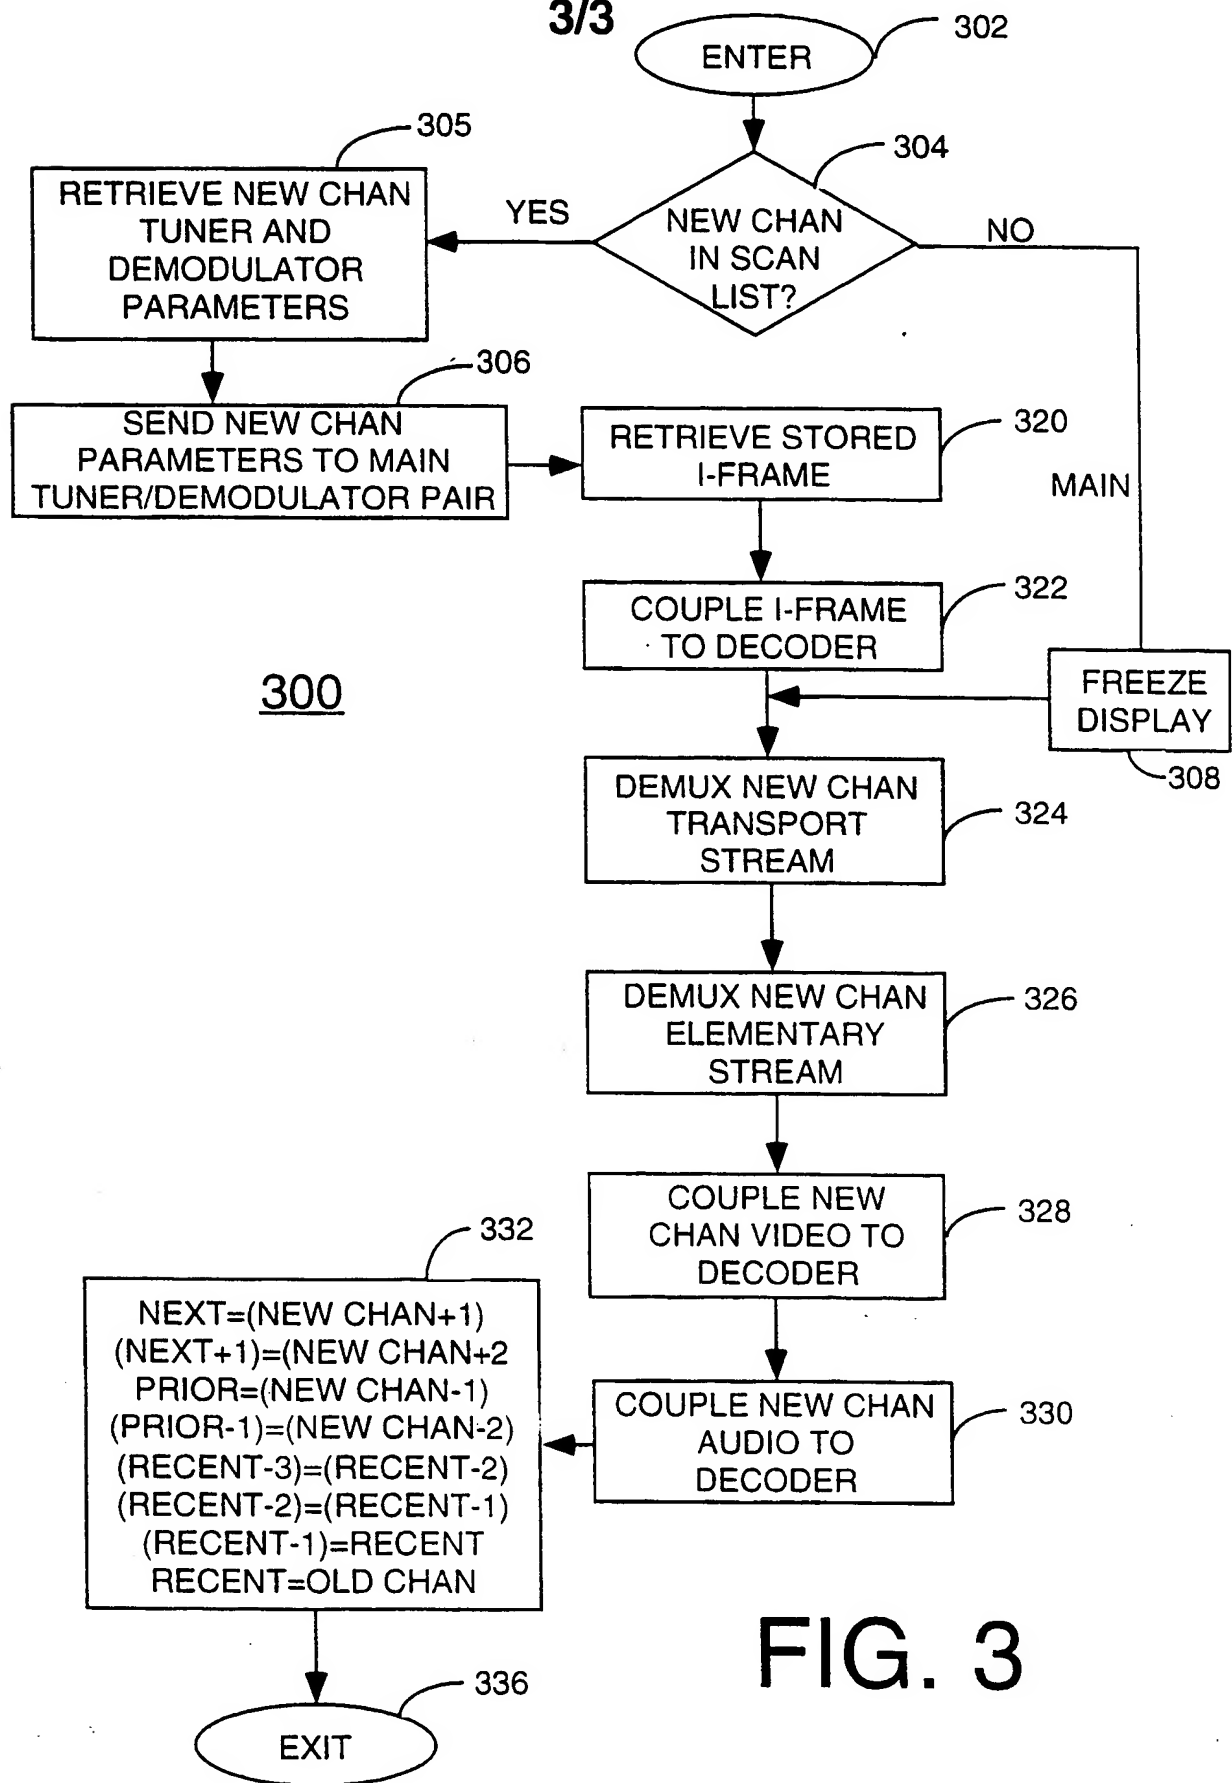 3/3
ENTER
302
304
NEW CHAN
IN SCAN
LIST?
YES
NO
305
RETRIEVE NEW CHAN
TUNER AND
DEMODULATOR
PARAMETERS
306
SEND NEW CHAN
PARAMETERS TO MAIN
TUNER/DEMODULATOR PAIR
RETRIEVE STORED
I-FRAME
320
MAIN
COUPLE I-FRAME
TO DECODER
322
300
FREEZE
DISPLAY
308
DEMUX NEW CHAN
TRANSPORT
STREAM
324
DEMUX NEW CHAN
ELEMENTARY
STREAM
326
COUPLE NEW
CHAN VIDEO TO
DECODER
328
COUPLE NEW CHAN
AUDIO TO
DECODER
330
332
NEXT=(NEW CHAN+1)
(NEXT+1)=(NEW CHAN+2
PRIOR=(NEW CHAN-1)
(PRIOR-1)=(NEW CHAN-2)
(RECENT-3)=(RECENT-2)
(RECENT-2)=(RECENT-1)
(RECENT-1)=RECENT
RECENT=OLD CHAN
336
EXIT
FIG. 3